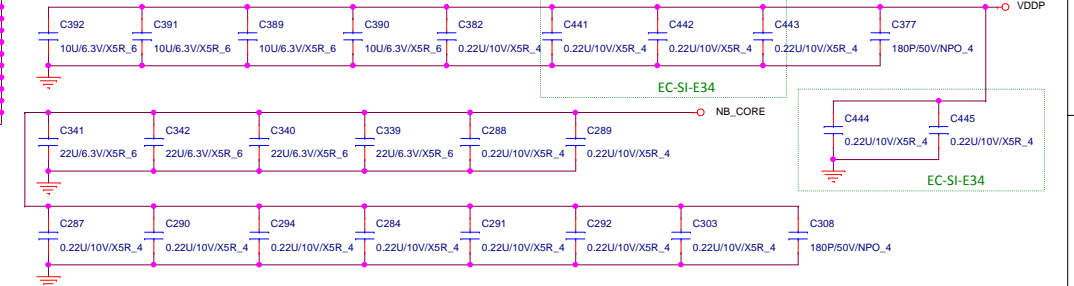 VDDP
C392
C391
C389
C390
C382
C441
C442
C443
C377
10U/6.3V/X5R_6
10U/6.3V/X5R_6
10U/6.3V/X5R_6
10U/6.3V/X5R_6
0.22U/10V/X5R_4
0.22U/10V/X5R_4
0.22U/10V/X5R_4
0.22U/10V/X5R_4
180P/50V/NPO_4
EC-SI-E34
NB_CORE
C341
C342
C340
C339
C288
C289
22U/6.3V/X5R_6
22U/6.3V/X5R_6
22U/6.3V/X5R_6
22U/6.3V/X5R_6
0.22U/10V/X5R_4
0.22U/10V/X5R_4
C444
C445
0.22U/10V/X5R_4
0.22U/10V/X5R_4
EC-SI-E34
C287
C290
C294
C284
C291
C292
C303
C308
0.22U/10V/X5R_4
0.22U/10V/X5R_4
0.22U/10V/X5R_4
0.22U/10V/X5R_4
0.22U/10V/X5R_4
0.22U/10V/X5R_4
0.22U/10V/X5R_4
180P/50V/NPO_4